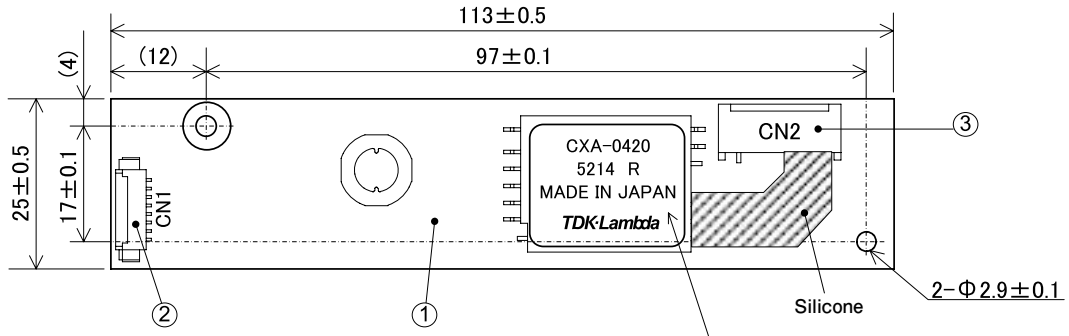 113±0.5
(12)
97±0.1
(4)
25±0.5
17±0.1
CN1
CXA-0420
5214 R
MADE IN JAPAN
TDK·Lambda
CN2
③
②
①
Silicone
2-Φ2.9±0.1